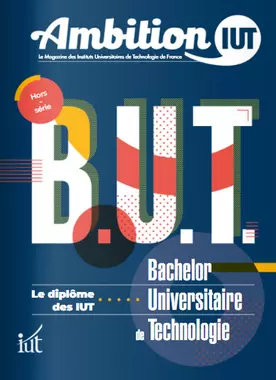 Ambition IUT
Le Magazine des Instituts Universitaires de Technologie de France
Hors
-
série
B.U.T.
Bachelor
Le diplôme
des IUT
Universitaire
de Technologie
iut